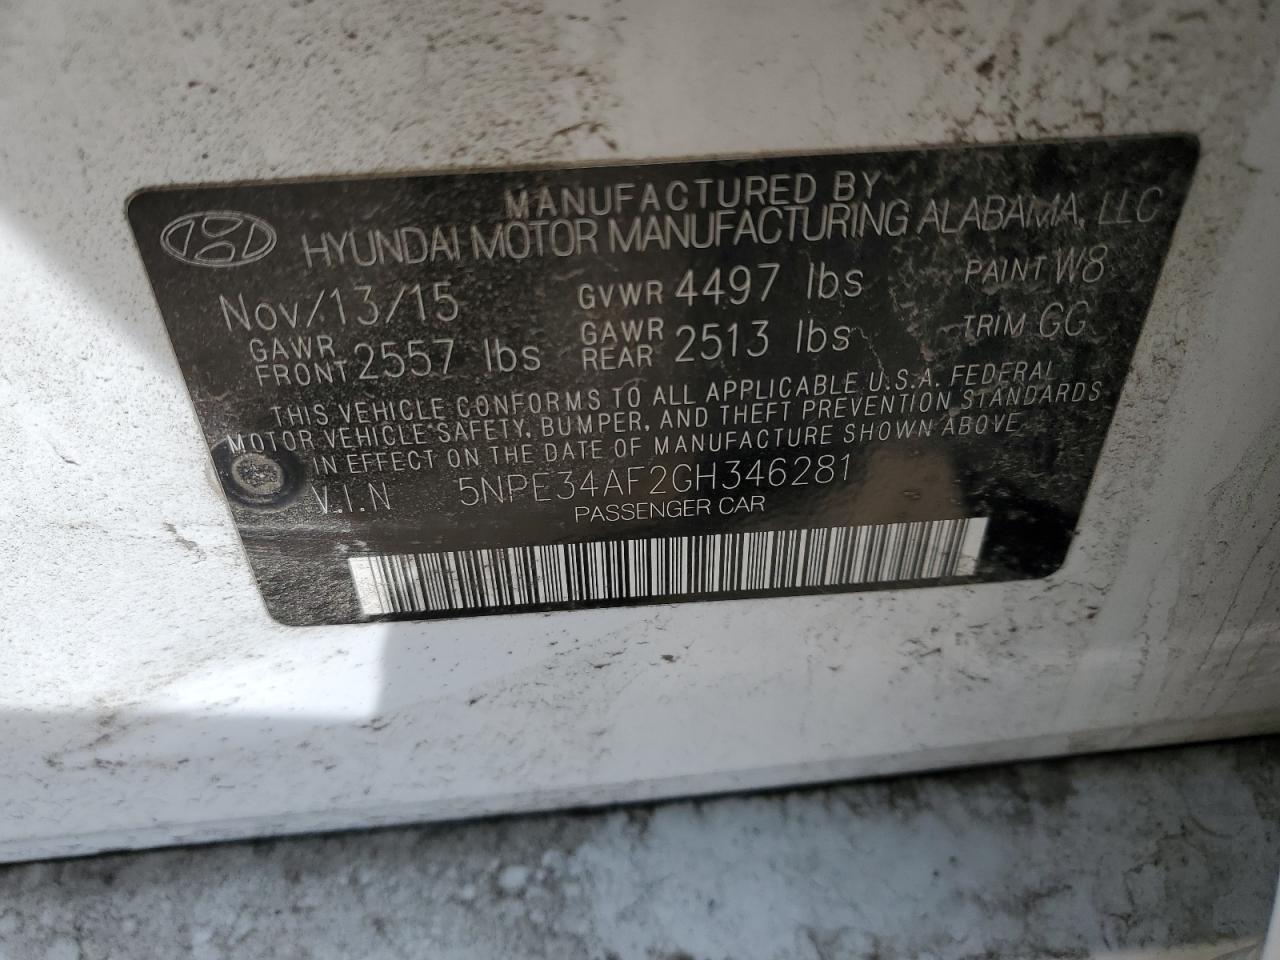 MANUFACTURED BY
HYUNDAI MOTOR MANUFACTURING ALABAMA, LLC
Nov/13/15 GVWR 4497 lbs PAINT W8
GAWR FRONT 2557 lbs GAWR REAR 2513 lbs TRIM GG
THIS VEHICLE CONFORMS TO ALL APPLICABLE U.S.A. FEDERAL
MOTOR VEHICLE SAFETY, BUMPER, AND THEFT PREVENTION STANDARDS
IN EFFECT ON THE DATE OF MANUFACTURE SHOWN ABOVE
V.I.N 5NPE34AF2GH346281
PASSENGER CAR